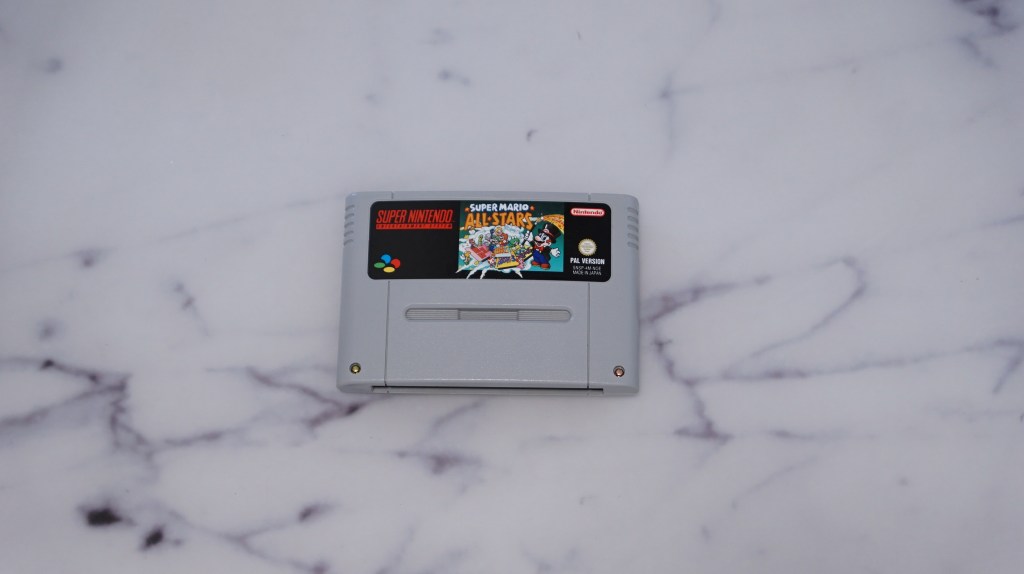 SUPER NINTENDO
ENTERTAINMENT SYSTEM
SUPER MARIO
ALL-STARS
Nintendo
PAL VERSION
MADE IN JAPAN